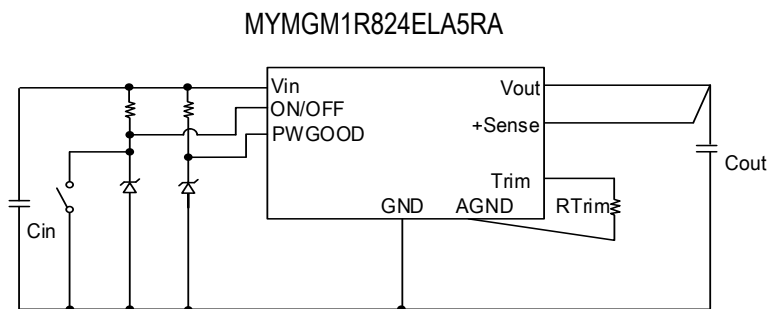 MYMGM1R824ELA5RA
Vin
Vout
ON/OFF
+Sense
PWGOOD
Cout
Trim
GND
AGND
RTrim
Cin